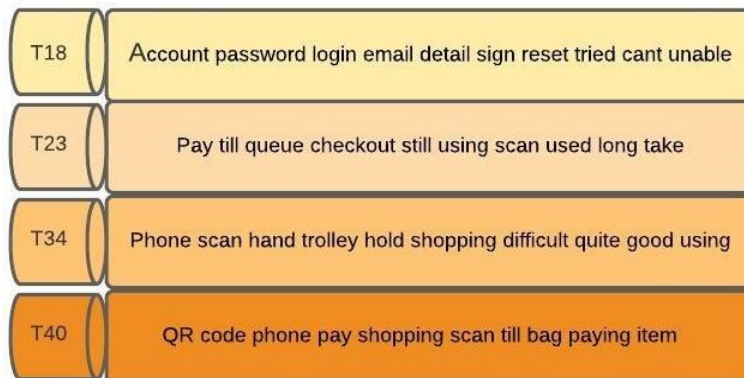 T18 Account password login email detail sign reset tried cant unable
T23 Pay till queue checkout still using scan used long take
T34 Phone scan hand trolley hold shopping difficult quite good using
T40 QR code phone pay shopping scan till bag paying item